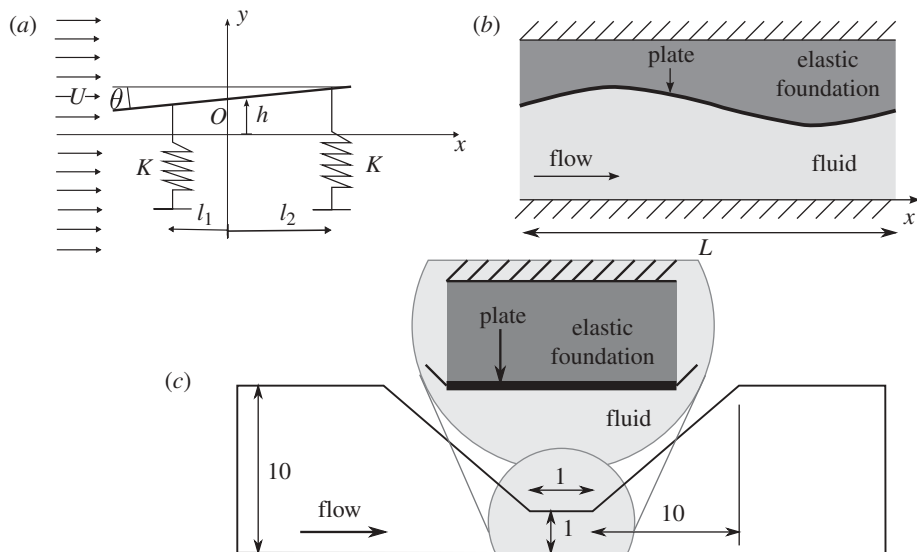 (a)
y
U
θ
O
h
x
K
K
l1
l2
(b)
plate
elastic
foundation
flow
fluid
x
L
(c)
plate
elastic
foundation
fluid
10
flow
1
1
10